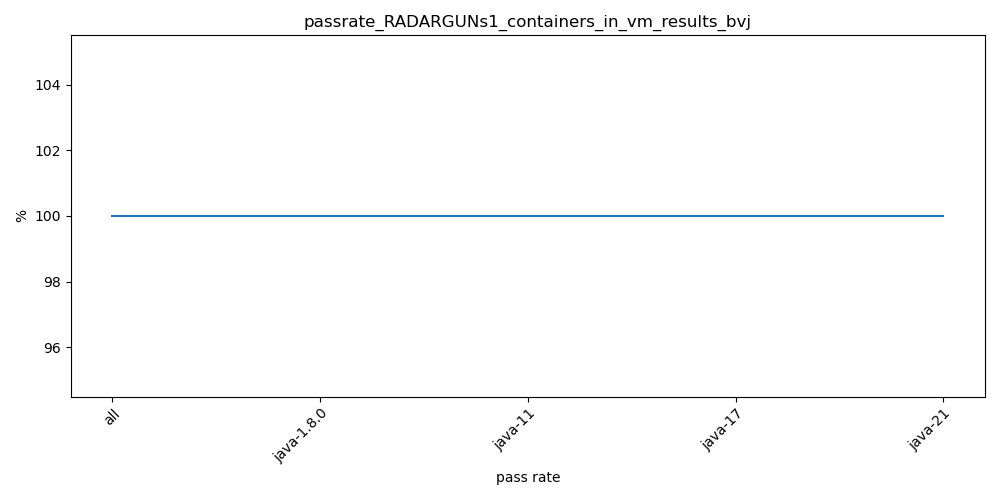 passrate_RADARGUNs1_containers_in_vm_results_bvj
104
102
100
98
96
%
all
java-1.8.0
java-11
java-17
java-21
pass rate